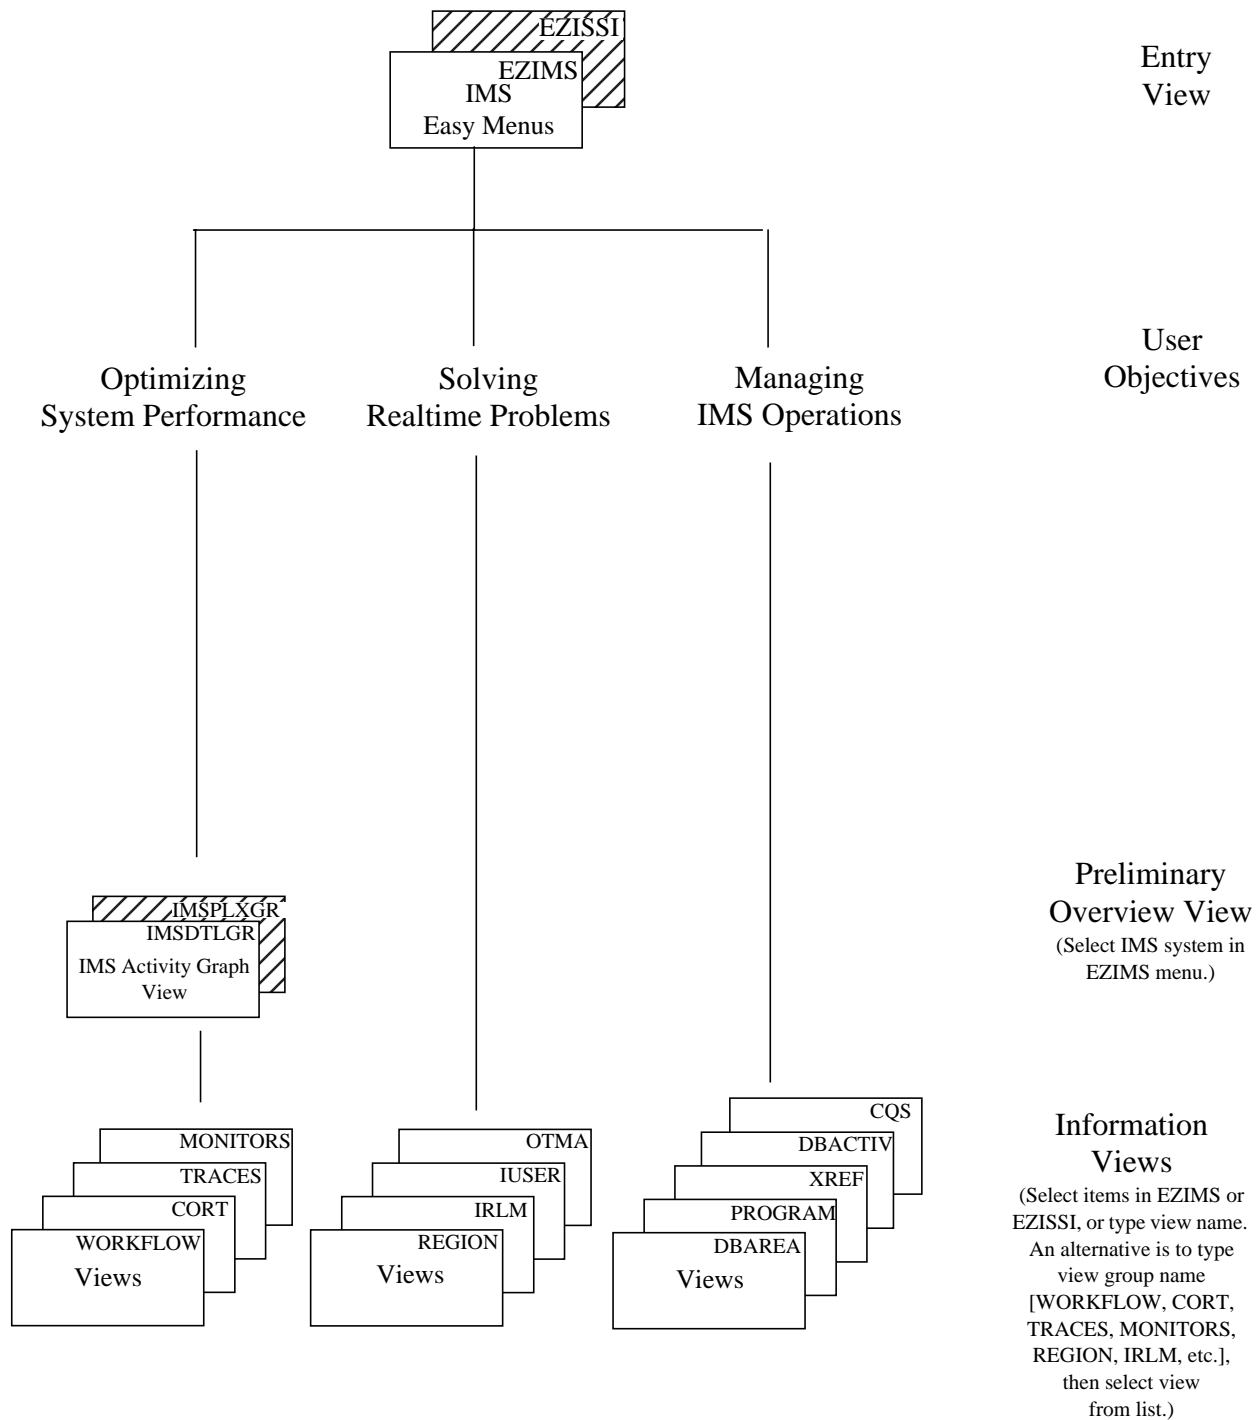 EZISSI
EZIMS
IMS
Easy Menus
Entry
View
User
Objectives
Optimizing
System Performance
Solving
Realtime Problems
Managing
IMS Operations
Preliminary
Overview View
(Select IMS system in
EZIMS menu.)
IMSPLXGR
IMSDTLGR
IMS Activity Graph
View
MONITORS
TRACES
CORT
WORKFLOW
Views
OTMA
IUSER
IRLM
REGION
Views
CQS
DBACTIV
XREF
PROGRAM
DBAREA
Views
Information
Views
(Select items in EZIMS or
EZISSI, or type view name.
An alternative is to type
view group name
[WORKFLOW, CORT,
TRACES, MONITORS,
REGION, IRLM, etc.],
then select view
from list.)